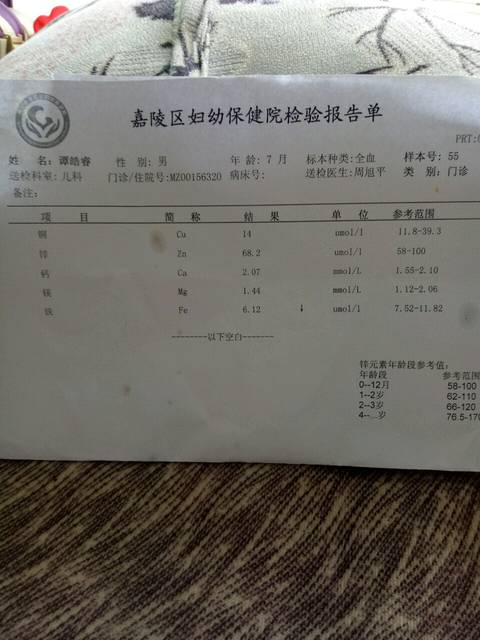 嘉陵区妇幼保健院检验报告单
PRT:
姓 名: 谭皓睿 性 别: 男 年 龄: 7 月 标本种类: 全血 样本号: 55
送检科室: 儿科 门诊/住院号: MZ00156320 病床号: 送检医生: 周旭平 类 别: 门诊
备注:
项 目 简 称 结 果 单 位 参考范围
铜 Cu 14 umol/l 11.8-39.3
锌 Zn 68.2 umol/l 58-100
钙 Ca 2.07 mmol/L 1.55-2.10
镁 Mg 1.44 mmol/L 1.12-2.06
铁 Fe 6.12 ↓ umol/l 7.52-11.82
-------以下空白-------
锌元素年龄段参考值:
年龄段 参考范围
0--12月 58-100
1--2岁 62-110
2--3岁 66-120
4--...岁 76.5-170